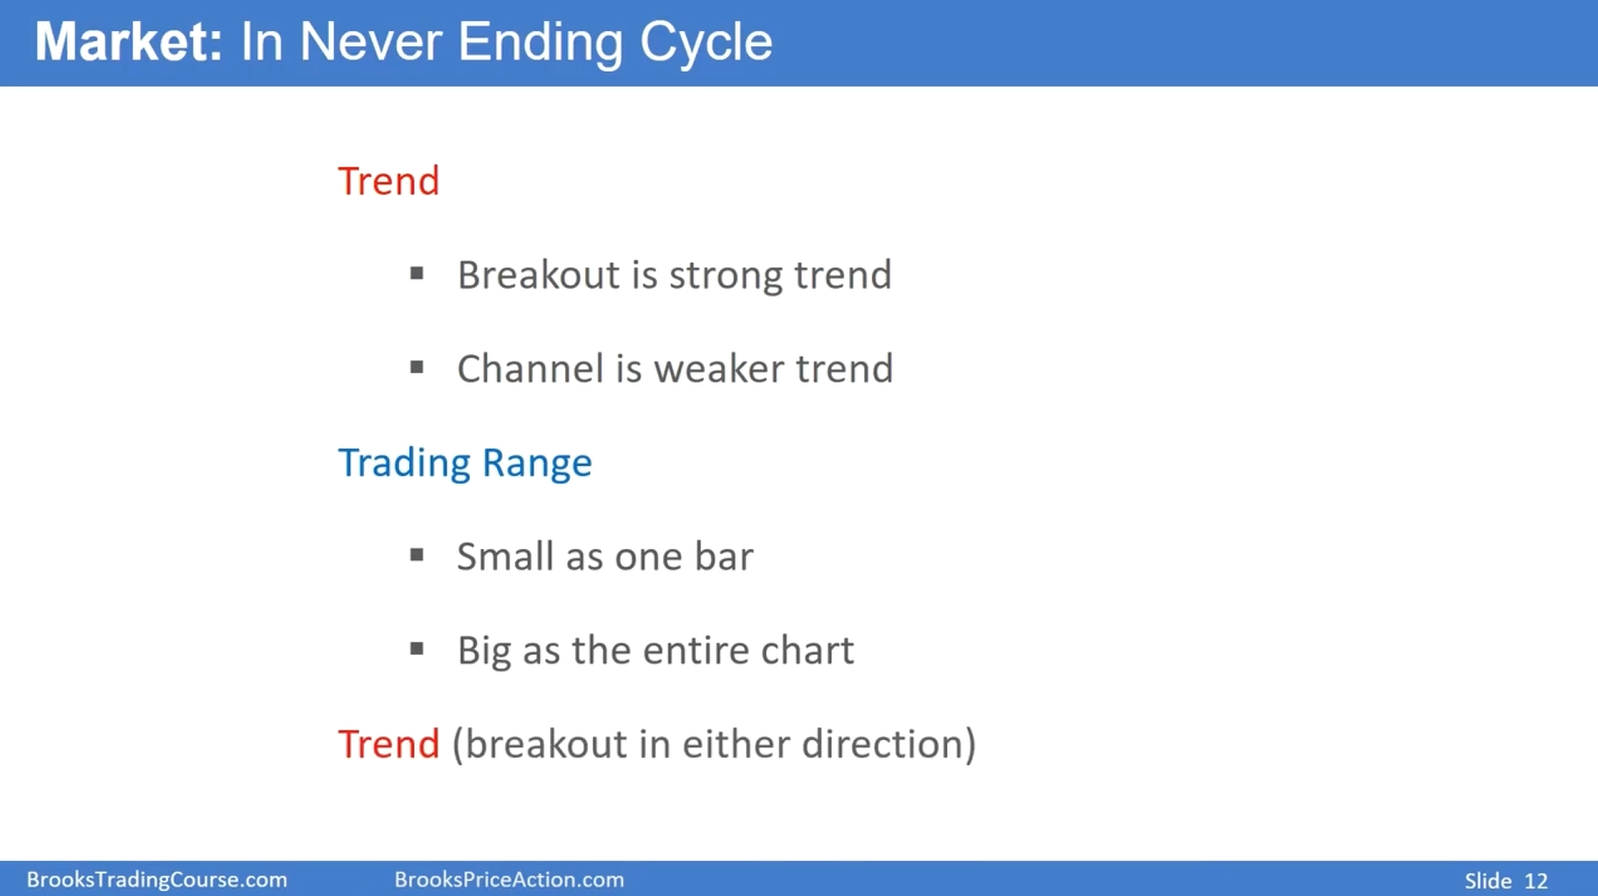 Market: In Never Ending Cycle
Trend
▪ Breakout is strong trend
▪ Channel is weaker trend
Trading Range
▪ Small as one bar
▪ Big as the entire chart
Trend (breakout in either direction)
BrooksTradingCourse.com BrooksPriceAction.com Slide 12